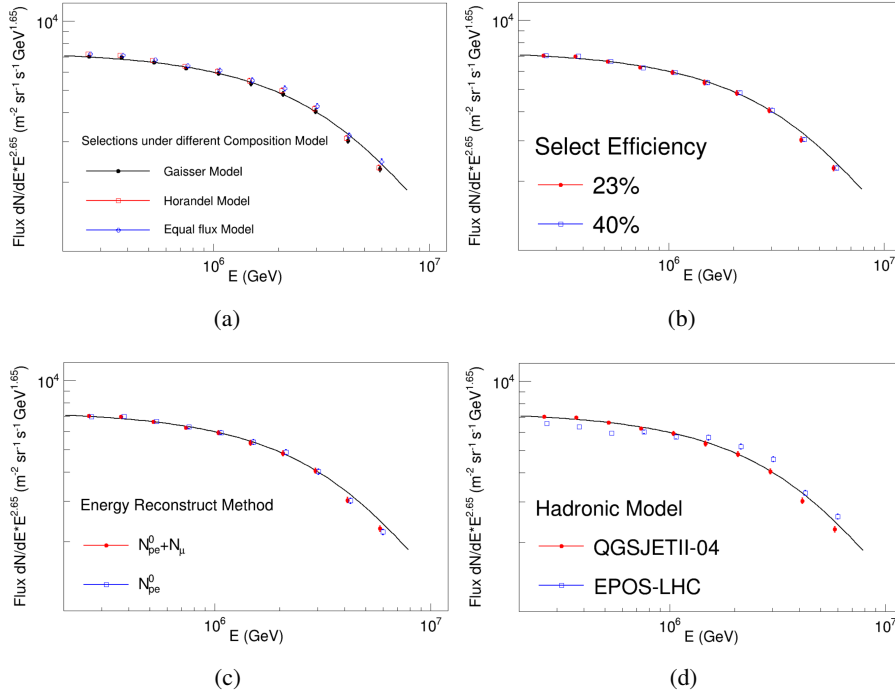 10⁴
Flux dN/dE*E^2.65 (m^-2 sr^-1 s^-1 GeV^1.65)
Selections under different Composition Model
Gaisser Model
Horandel Model
Equal flux Model
10⁶
10⁷
E (GeV)
(a)
10⁴
Flux dN/dE*E^2.65 (m^-2 sr^-1 s^-1 GeV^1.65)
Select Efficiency
23%
40%
10⁶
10⁷
E (GeV)
(b)
10⁴
Flux dN/dE*E^2.65 (m^-2 sr^-1 s^-1 GeV^1.65)
Energy Reconstruct Method
N^0_pe+N_μ
N^0_pe
10⁶
10⁷
E (GeV)
(c)
10⁴
Flux dN/dE*E^2.65 (m^-2 sr^-1 s^-1 GeV^1.65)
Hadronic Model
QGSJETII-04
EPOS-LHC
10⁶
10⁷
E (GeV)
(d)